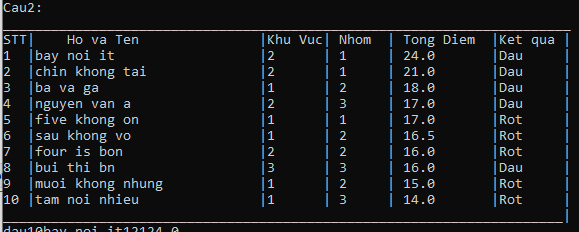 Cau2:
STT| Ho va Ten |Khu Vuc| Nhom | Tong Diem |Ket qua |
1 |bay noi it |2 |1 |24.0 |Dau |
2 |chin khong tai |2 |1 |21.0 |Dau |
3 |ba va ga |1 |2 |18.0 |Dau |
4 |nguyen van a |2 |3 |17.0 |Dau |
5 |five khong on |1 |1 |17.0 |Rot |
6 |sau khong vo |1 |2 |16.5 |Rot |
7 |four is bon |2 |2 |16.0 |Rot |
8 |bui thi bn |3 |3 |16.0 |Dau |
9 |muoi khong nhung |1 |2 |15.0 |Rot |
10 |tam noi nhieu |1 |3 |14.0 |Rot |
dau10bay noi it12124.0